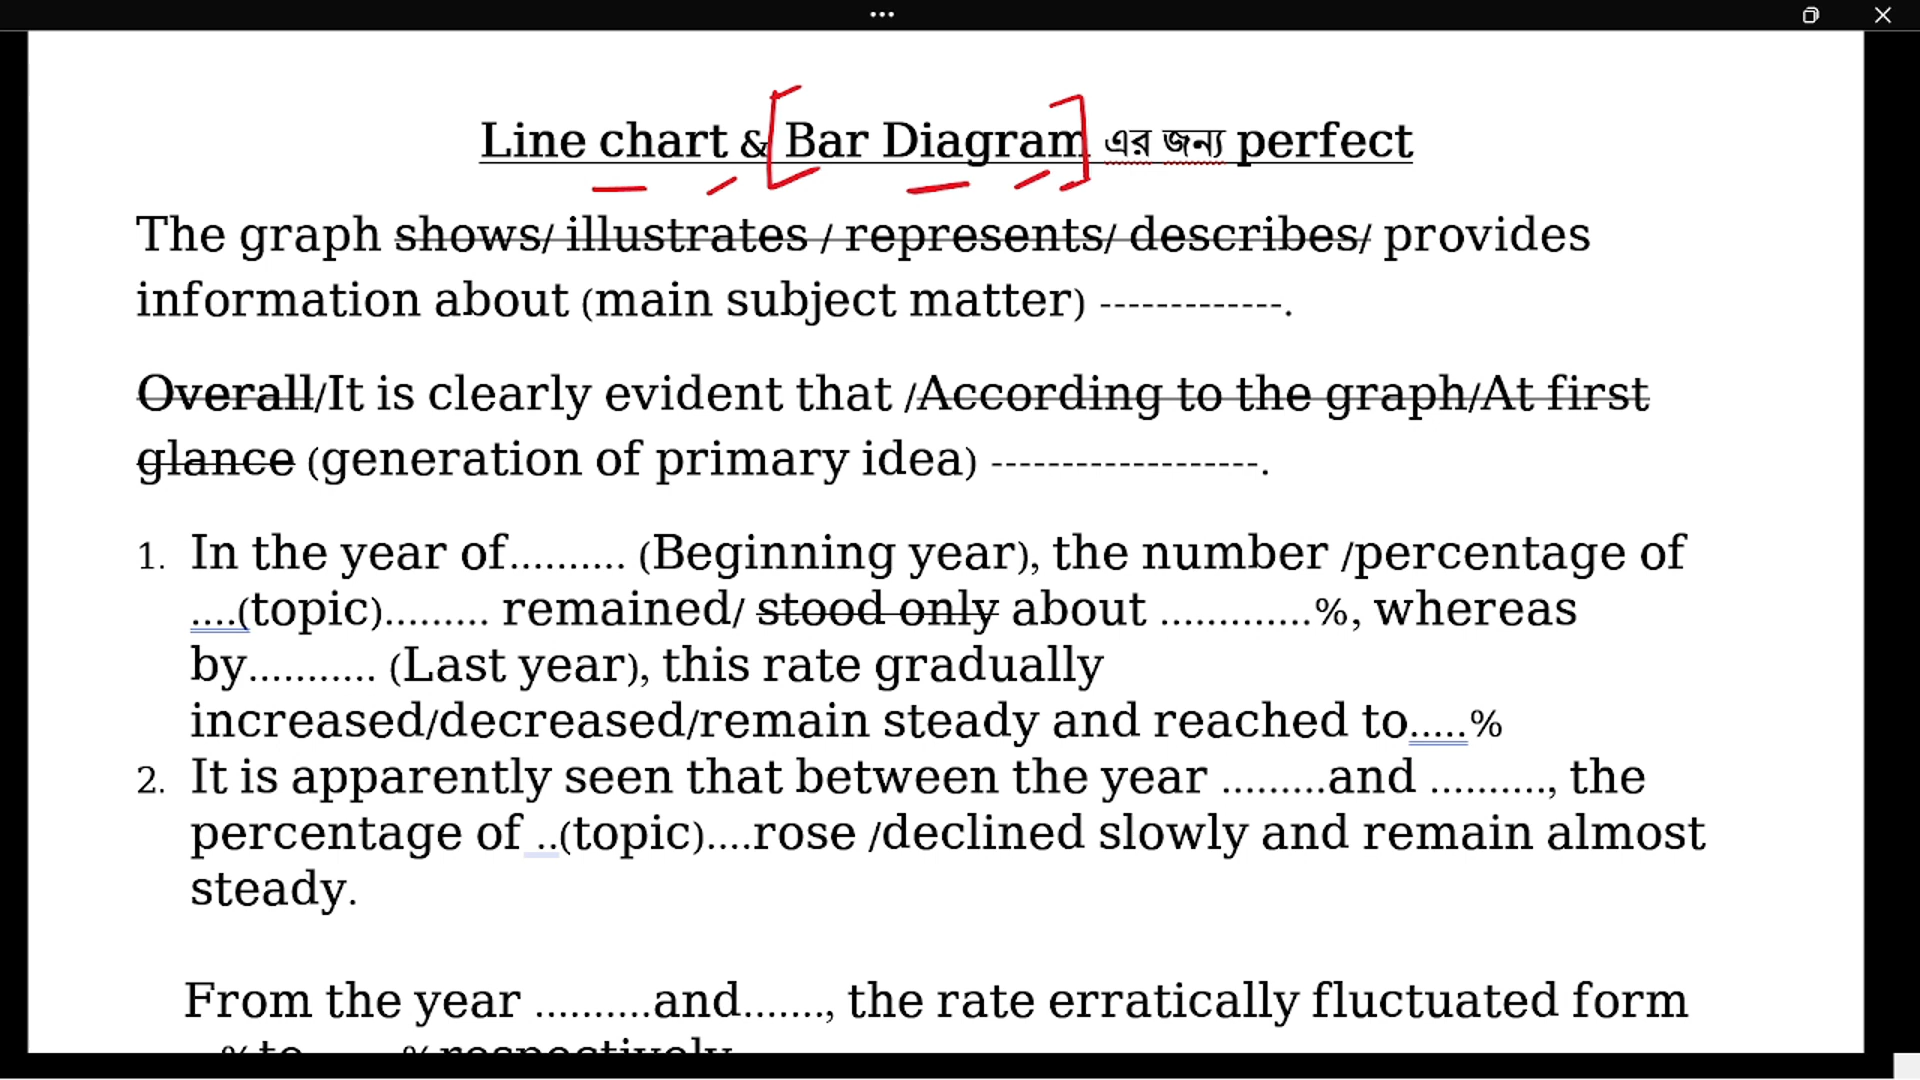 Line chart & Bar Diagram এর জন্য perfect
The graph shows/ illustrates / represents/ describes/ provides
information about (main subject matter) -------------.
Overall/It is clearly evident that /According to the graph/At first
glance (generation of primary idea) -------------------.
1. In the year of.......... (Beginning year), the number /percentage of
....(topic)......... remained/ stood only about .............%, whereas
by........... (Last year), this rate gradually
increased/decreased/remain steady and reached to.....%
2. It is apparently seen that between the year .........and .........., the
percentage of ..(topic)....rose /declined slowly and remain almost
steady.
From the year ..........and......., the rate erratically fluctuated form
% to % respectively